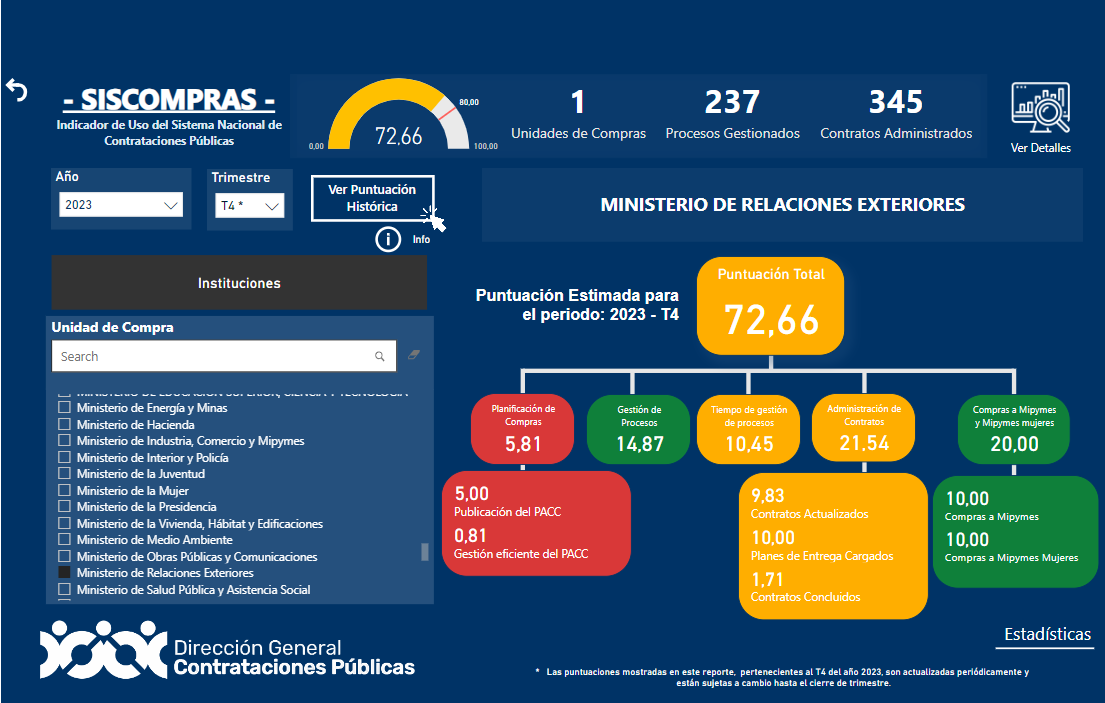 - SISCOMPRAS -
Indicador de Uso del Sistema Nacional de
Contrataciones Públicas
0,00
72,66
80,00
100,00
1
Unidades de Compras
237
Procesos Gestionados
345
Contratos Administrados
Ver Detalles
Año
2023
Trimestre
T4 *
Ver Puntuación
Histórica
Info
MINISTERIO DE RELACIONES EXTERIORES
Instituciones
Unidad de Compra
Search
MINISTERIO DE EDUCACIÓN SUPERIOR, CIENCIA Y TECNOLOGÍA
Ministerio de Energía y Minas
Ministerio de Hacienda
Ministerio de Industria, Comercio y Mipymes
Ministerio de Interior y Policía
Ministerio de la Juventud
Ministerio de la Mujer
Ministerio de la Presidencia
Ministerio de la Vivienda, Hábitat y Edificaciones
Ministerio de Medio Ambiente
Ministerio de Obras Públicas y Comunicaciones
Ministerio de Relaciones Exteriores
Ministerio de Salud Pública y Asistencia Social
Puntuación Estimada para
el periodo: 2023 - T4
Puntuación Total
72,66
Planificación de
Compras
5,81
Gestión de
Procesos
14,87
Tiempo de gestión
de procesos
10,45
Administración de
Contratos
21,54
Compras a Mipymes
y Mipymes mujeres
20,00
5,00
Publicación del PACC
0,81
Gestión eficiente del PACC
9,83
Contratos Actualizados
10,00
Planes de Entrega Cargados
1,71
Contratos Concluidos
10,00
Compras a Mipymes
10,00
Compras a Mipymes Mujeres
Dirección General
Contrataciones Públicas
Estadísticas
* Las puntuaciones mostradas en este reporte, pertenecientes al T4 del año 2023, son actualizadas periódicamente y
están sujetas a cambio hasta el cierre de trimestre.